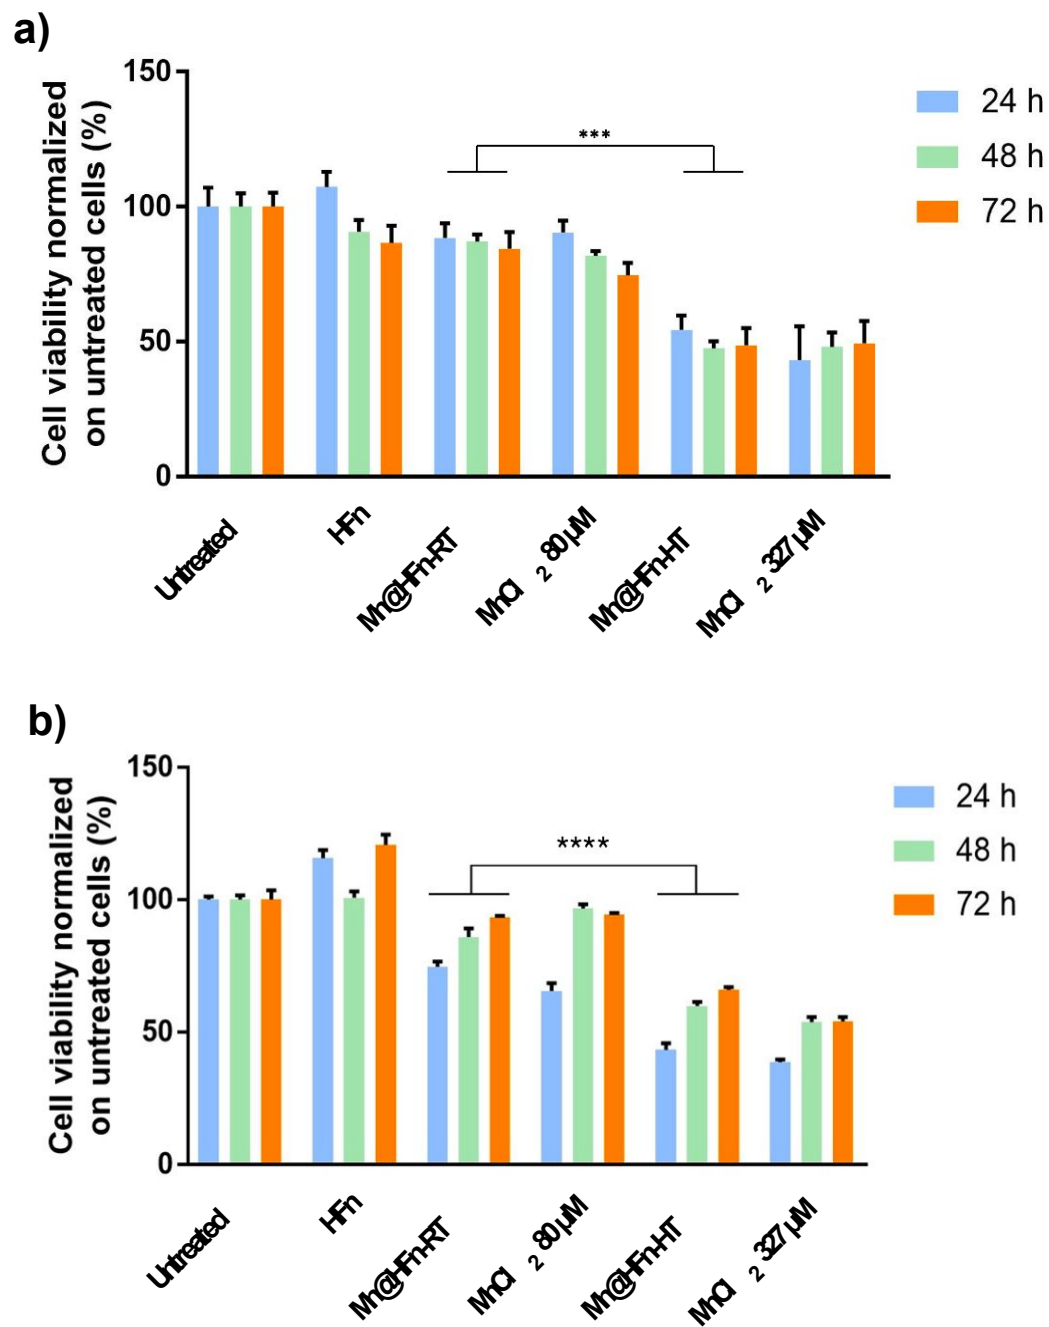 a)
Cell viability normalized
on untreated cells (%)
150
100
50
0
***
24 h
48 h
72 h
Untreated
HFn
Mn@HFn-RT
MnCl 2 80 µM
Mn@HFn-HT
MnCl 2 327 µM
b)
Cell viability normalized
on untreated cells (%)
150
100
50
0
****
24 h
48 h
72 h
Untreated
HFn
Mn@HFn-RT
MnCl 2 80 µM
Mn@HFn-HT
MnCl 2 327 µM